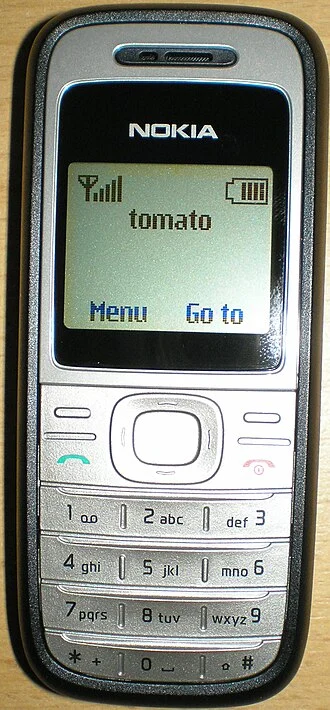 NOKIA
tomato
Menu Go to
1 2 abc def 3
4 ghi 5 jkl mno 6
7 pqrs 8 tuv wxyz 9
* + 0 #